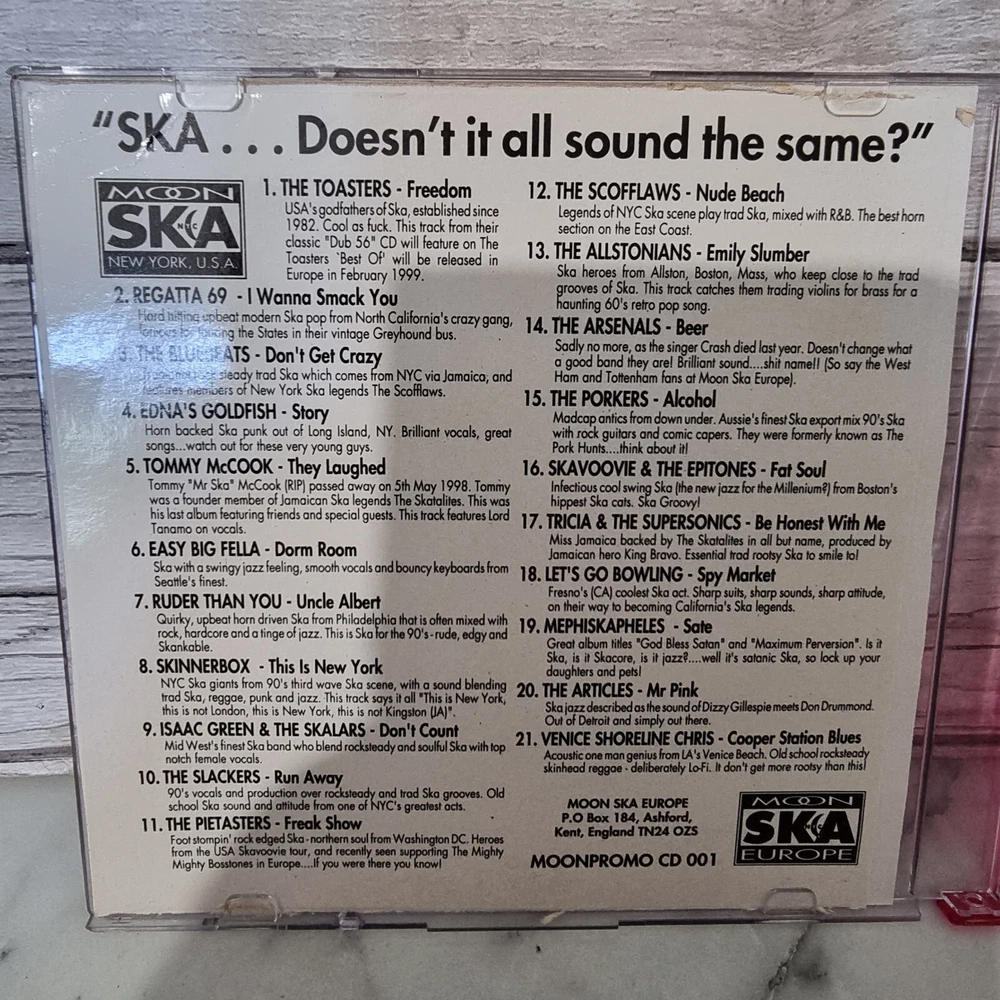 "SKA . . . Doesn't it all sound the same?"
MOON
SKA
NYC
NEW YORK, U.S.A.
1. THE TOASTERS - Freedom
USA's godfathers of Ska, established since
1982. Cool as fuck. This track from their
classic "Dub 56" CD will feature on The
Toasters `Best Of' will be released in
Europe in February 1999.
2. REGATTA 69 - I Wanna Smack You
Hard hitting upbeat modern Ska pop from North California's crazy gang,
the States in their vintage Greyhound bus.
3. THE BLUEBEATS - Don't Get Crazy
steady trad Ska which comes from NYC via Jamaica, and
features members of New York Ska legends The Scofflaws.
4. EDNA'S GOLDFISH - Story
Horn backed Ska punk out of Long Island, NY. Brilliant vocals, great
songs...watch out for these very young guys.
5. TOMMY McCOOK - They Laughed
Tommy "Mr Ska" McCook (RIP) passed away on 5th May 1998. Tommy
was a founder member of Jamaican Ska legends The Skatalites. This was
his last album featuring friends and special guests. This track features Lord
Tanamo on vocals.
6. EASY BIG FELLA - Dorm Room
Ska with a swingy jazz feeling, smooth vocals and bouncy keyboards from
Seattle's finest.
7. RUDER THAN YOU - Uncle Albert
Quirky, upbeat horn driven Ska from Philadelphia that is often mixed with
rock, hardcore and a tinge of jazz. This is Ska for the 90's - rude, edgy and
Skankable.
8. SKINNERBOX - This Is New York
NYC Ska giants from 90's third wave Ska scene, with a sound blending
trad Ska, reggae, punk and jazz. This track says it all "This is New York,
this is not London, this is New York, this is not Kingston (JA)".
9. ISAAC GREEN & THE SKALARS - Don't Count
Mid West's finest Ska band who blend rocksteady and soulful Ska with top
notch female vocals.
10. THE SLACKERS - Run Away
90's vocals and production over rocksteady and trad Ska grooves. Old
school Ska sound and attitude from one of NYC's greatest acts.
11. THE PIETASTERS - Freak Show
Foot stompin' rock edged Ska - northern soul from Washington DC. Heroes
from the USA Skavoovie tour, and recently seen supporting The Mighty
Mighty Bosstones in Europe....If you were there you know!
12. THE SCOFFLAWS - Nude Beach
Legends of NYC Ska scene play trad Ska, mixed with R&B. The best horn
section on the East Coast.
13. THE ALLSTONIANS - Emily Slumber
Ska heroes from Allston, Boston, Mass, who keep close to the trad
grooves of Ska. This track catches them trading violins for brass for a
haunting 60's retro pop song.
14. THE ARSENALS - Beer
Sadly no more, as the singer Crash died last year. Doesn't change what
a good band they are! Brilliant sound....shit name!! (So say the West
Ham and Tottenham fans at Moon Ska Europe).
15. THE PORKERS - Alcohol
Madcap antics from down under. Aussie's finest Ska export mix 90's Ska
with rock guitars and comic capers. They were formerly known as The
Pork Hunts....think about it!
16. SKAVOOVIE & THE EPITONES - Fat Soul
Infectious cool swing Ska (the new jazz for the Millenium?) from Boston's
hippest Ska cats. Ska Groovy!
17. TRICIA & THE SUPERSONICS - Be Honest With Me
Miss Jamaica backed by The Skatalites in all but name, produced by
Jamaican hero King Bravo. Essential trad rootsy Ska to smile to!
18. LET'S GO BOWLING - Spy Market
Fresno's (CA) coolest Ska act. Sharp suits, sharp sounds, sharp attitude,
on their way to becoming California's Ska legends.
19. MEPHISKAPHELES - Sate
Great album titles "God Bless Satan" and "Maximum Perversion". Is it
Ska, is it Skacore, is it jazz?....well it's satanic Ska, so lock up your
daughters and pets!
20. THE ARTICLES - Mr Pink
Ska jazz described as the sound of Dizzy Gillespie meets Don Drummond.
Out of Detroit and simply out there.
21. VENICE SHORELINE CHRIS - Cooper Station Blues
Acoustic one man genius from LA's Venice Beach. Old school rocksteady
skinhead reggae - deliberately Lo-Fi. It don't get more rootsy than this!
MOON SKA EUROPE
P.O Box 184, Ashford,
Kent, England TN24 OZS
MOONPROMO CD 001
MOON
SKA
NYC
EUROPE